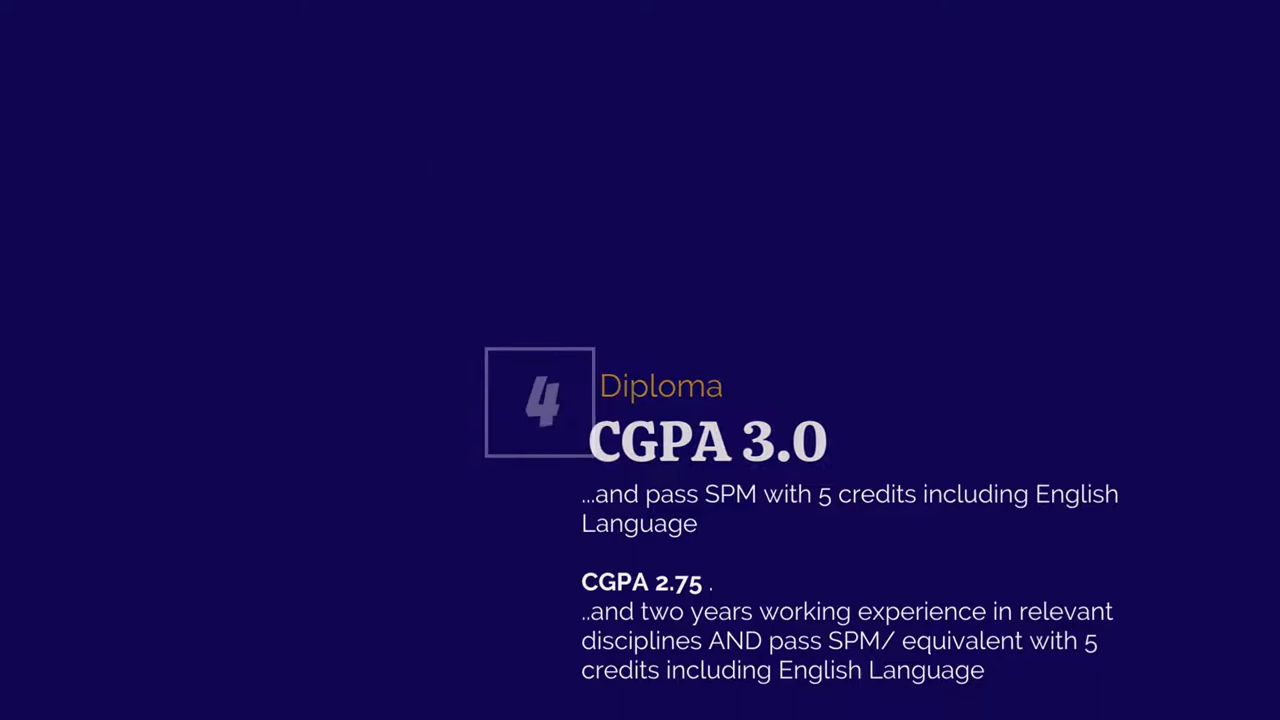 4
Diploma
CGPA 3.0
...and pass SPM with 5 credits including English
Language
CGPA 2.75 .
..and two years working experience in relevant
disciplines AND pass SPM/ equivalent with 5
credits including English Language